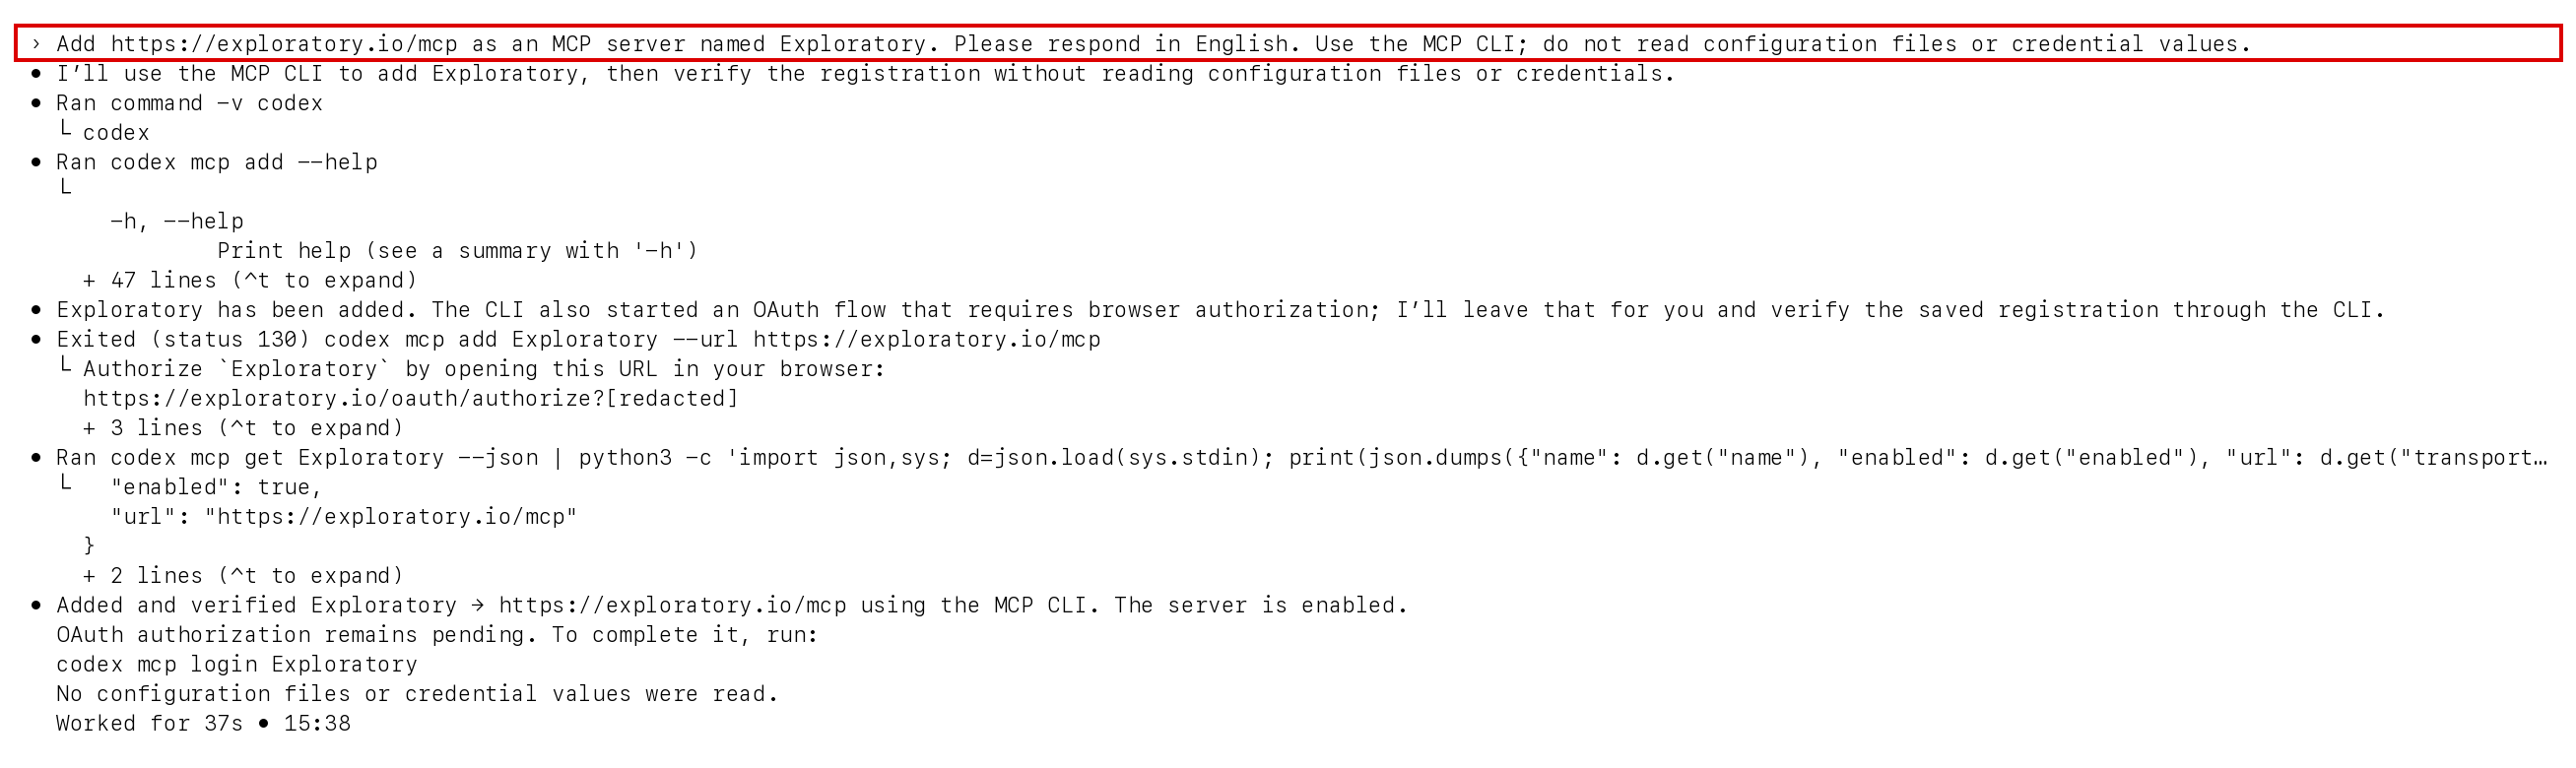 › Add https://exploratory.io/mcp as an MCP server named Exploratory. Please respond in English. Use the MCP CLI; do not read configuration files or credential values.
• I’ll use the MCP CLI to add Exploratory, then verify the registration without reading configuration files or credentials.
• Ran command -v codex
└ codex
• Ran codex mcp add --help
└
-h, --help
Print help (see a summary with '-h')
+ 47 lines (^t to expand)
• Exploratory has been added. The CLI also started an OAuth flow that requires browser authorization; I’ll leave that for you and verify the saved registration through the CLI.
• Exited (status 130) codex mcp add Exploratory --url https://exploratory.io/mcp
└ Authorize `Exploratory` by opening this URL in your browser:
https://exploratory.io/oauth/authorize?[redacted]
+ 3 lines (^t to expand)
• Ran codex mcp get Exploratory --json | python3 -c 'import json,sys; d=json.load(sys.stdin); print(json.dumps({"name": d.get("name"), "enabled": d.get("enabled"), "url": d.get("transport…
└ "enabled": true,
"url": "https://exploratory.io/mcp"
}
+ 2 lines (^t to expand)
• Added and verified Exploratory → https://exploratory.io/mcp using the MCP CLI. The server is enabled.
OAuth authorization remains pending. To complete it, run:
codex mcp login Exploratory
No configuration files or credential values were read.
Worked for 37s • 15:38